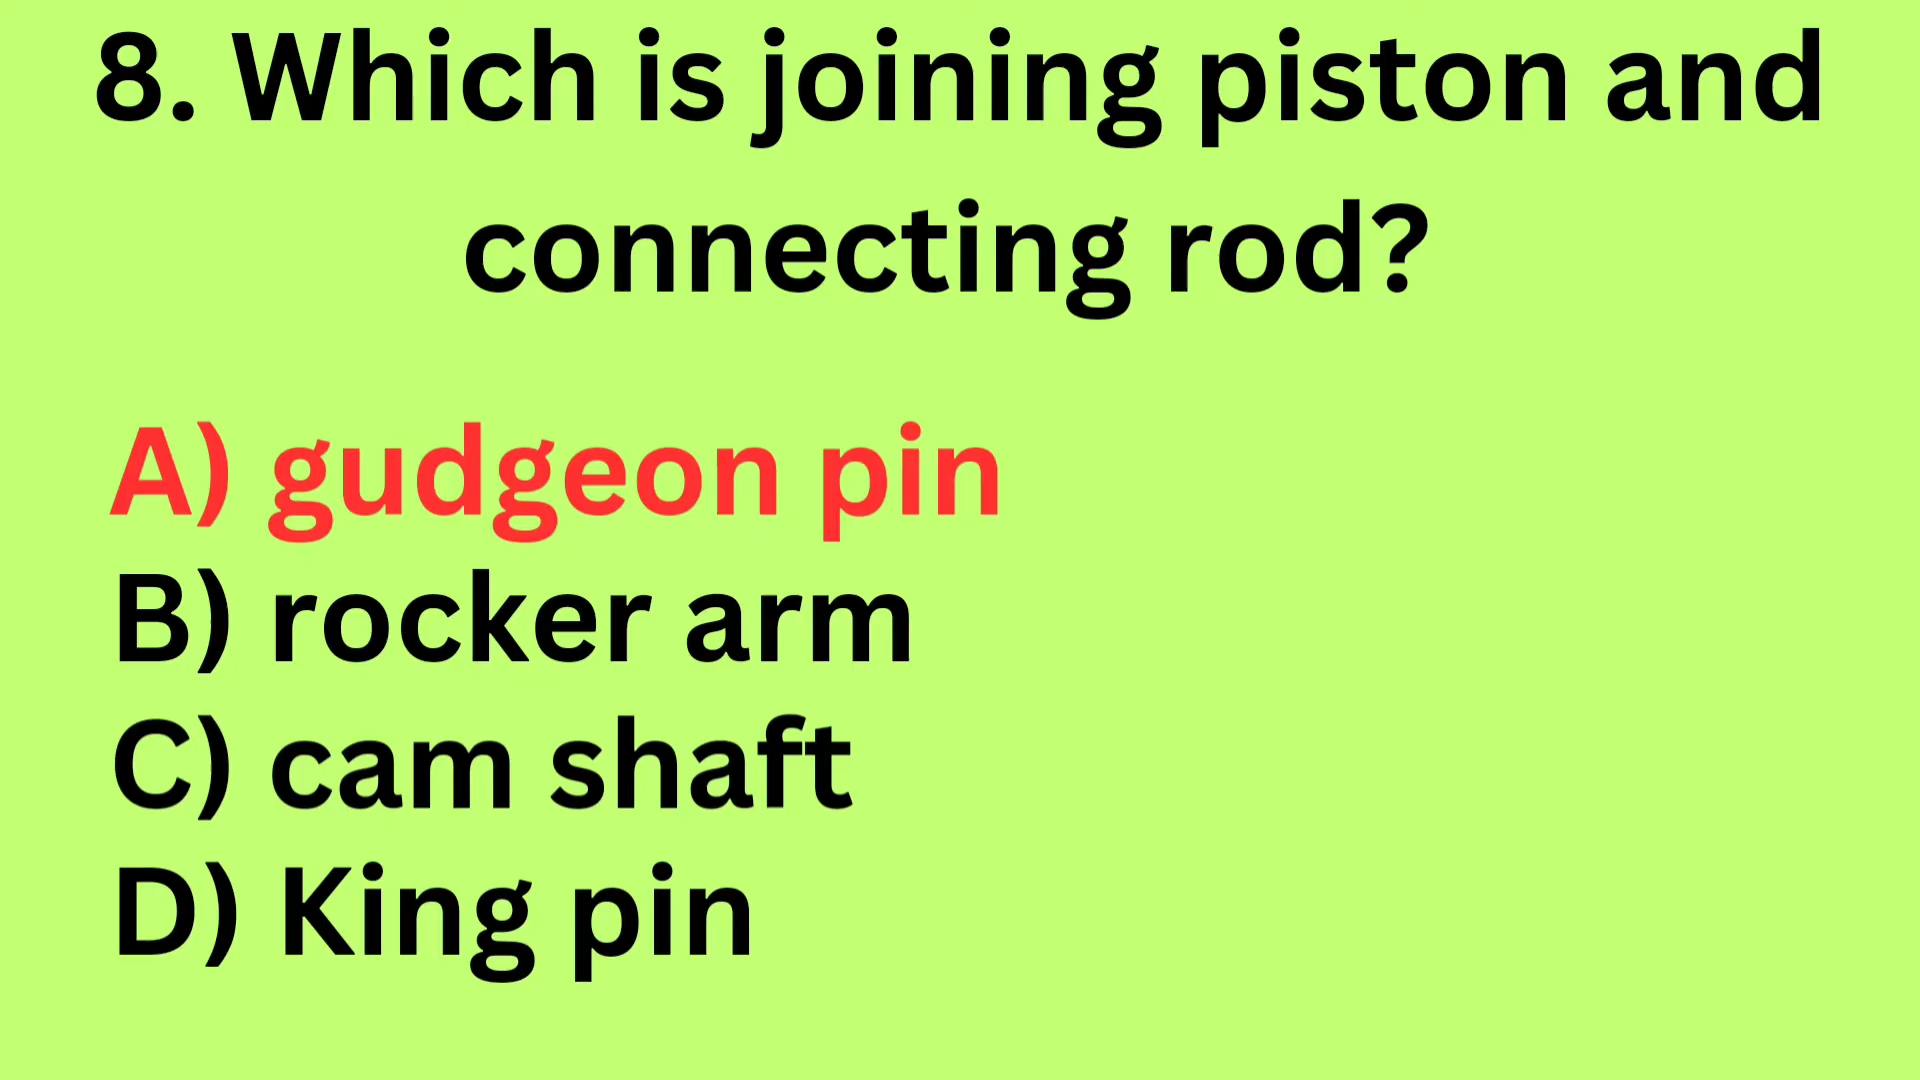 8. Which is joining piston and
connecting rod?
A) gudgeon pin
B) rocker arm
C) cam shaft
D) King pin